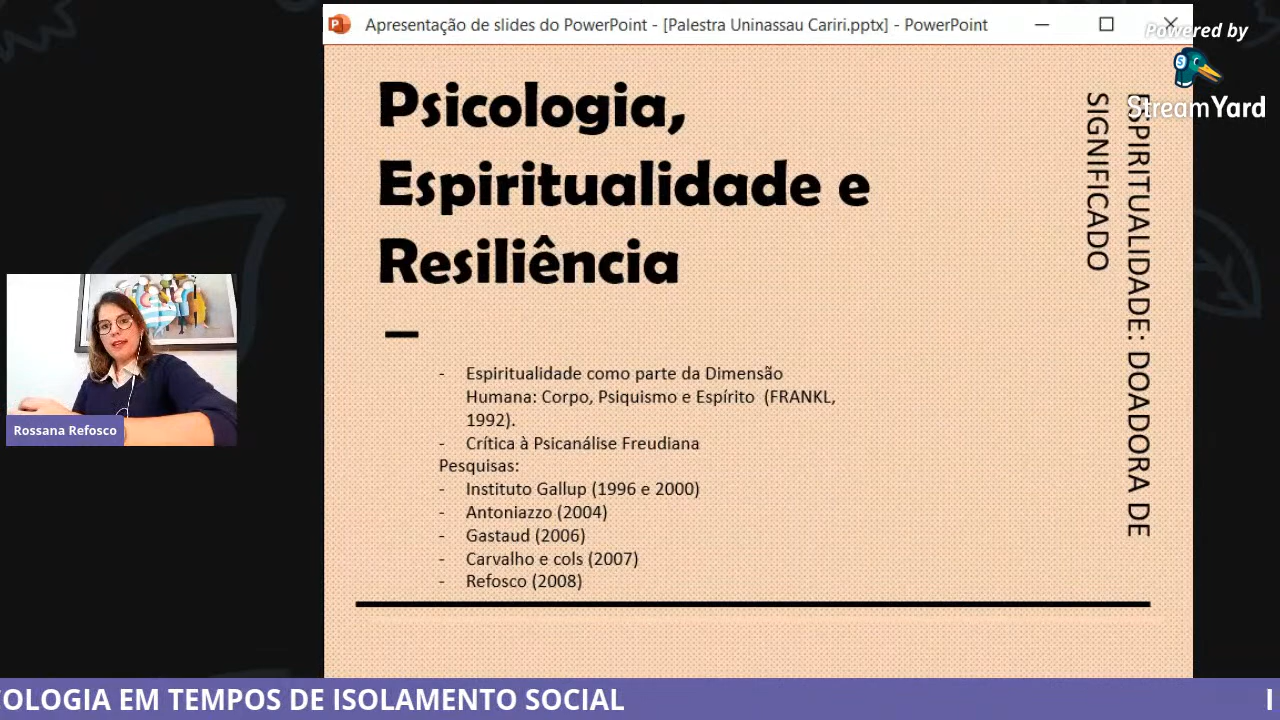 Apresentação de slides do PowerPoint - [Palestra Uninassau Cariri.pptx] - PowerPoint
Powered by
StreamYard
Psicologia,
Espiritualidade e
Resiliência
ESPIRITUALIDADE: DOADORA DE
SIGNIFICADO
- Espiritualidade como parte da Dimensão
Humana: Corpo, Psiquismo e Espírito (FRANKL,
1992).
- Crítica à Psicanálise Freudiana
Pesquisas:
- Instituto Gallup (1996 e 2000)
- Antoniazzo (2004)
- Gastaud (2006)
- Carvalho e cols (2007)
- Refosco (2008)
Rossana Refosco
COLOGIA EM TEMPOS DE ISOLAMENTO SOCIAL I